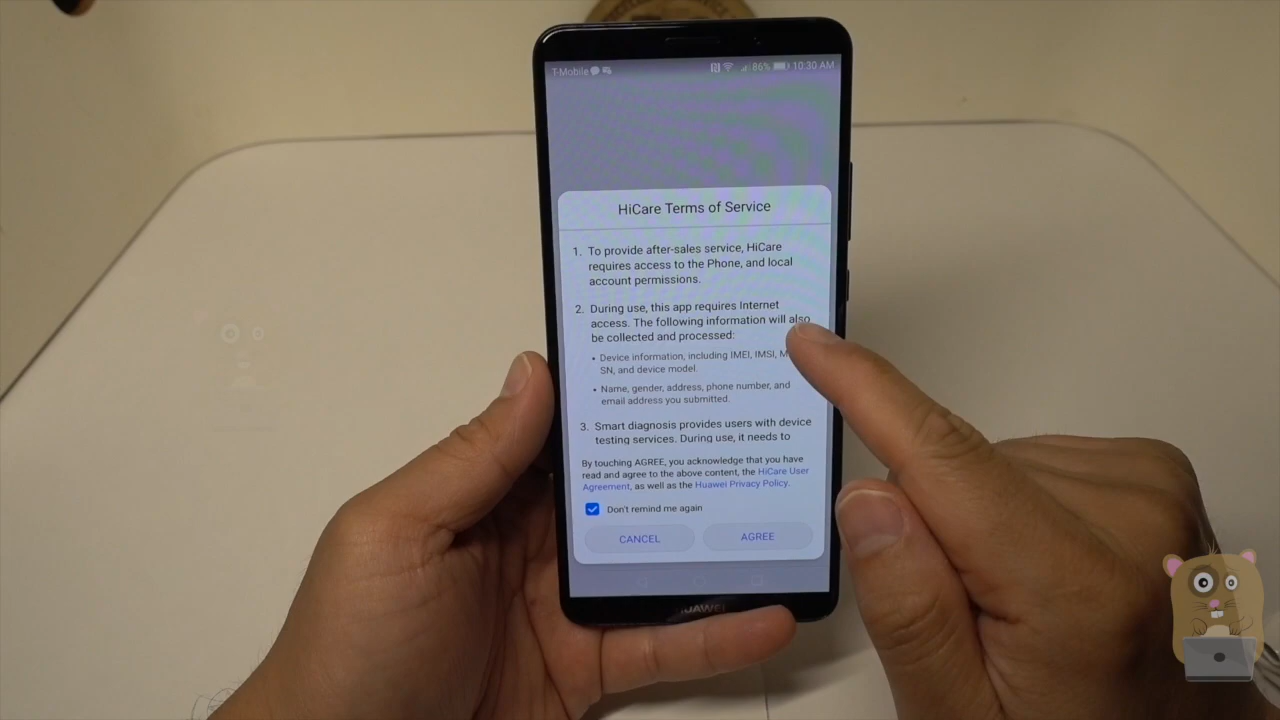 T-Mobile 86% 10:30 AM
HiCare Terms of Service
1. To provide after-sales service, HiCare
requires access to the Phone, and local
account permissions.
2. During use, this app requires Internet
access. The following information will also
be collected and processed:
• Device information, including IMEI, IMSI,
SN, and device model.
• Name, gender, address, phone number, and
email address you submitted.
3. Smart diagnosis provides users with device
testing services. During use, it needs to
By touching AGREE, you acknowledge that you have
read and agree to the above content, the HiCare User
Agreement, as well as the Huawei Privacy Policy.
Don't remind me again
CANCEL AGREE
HUAWEI